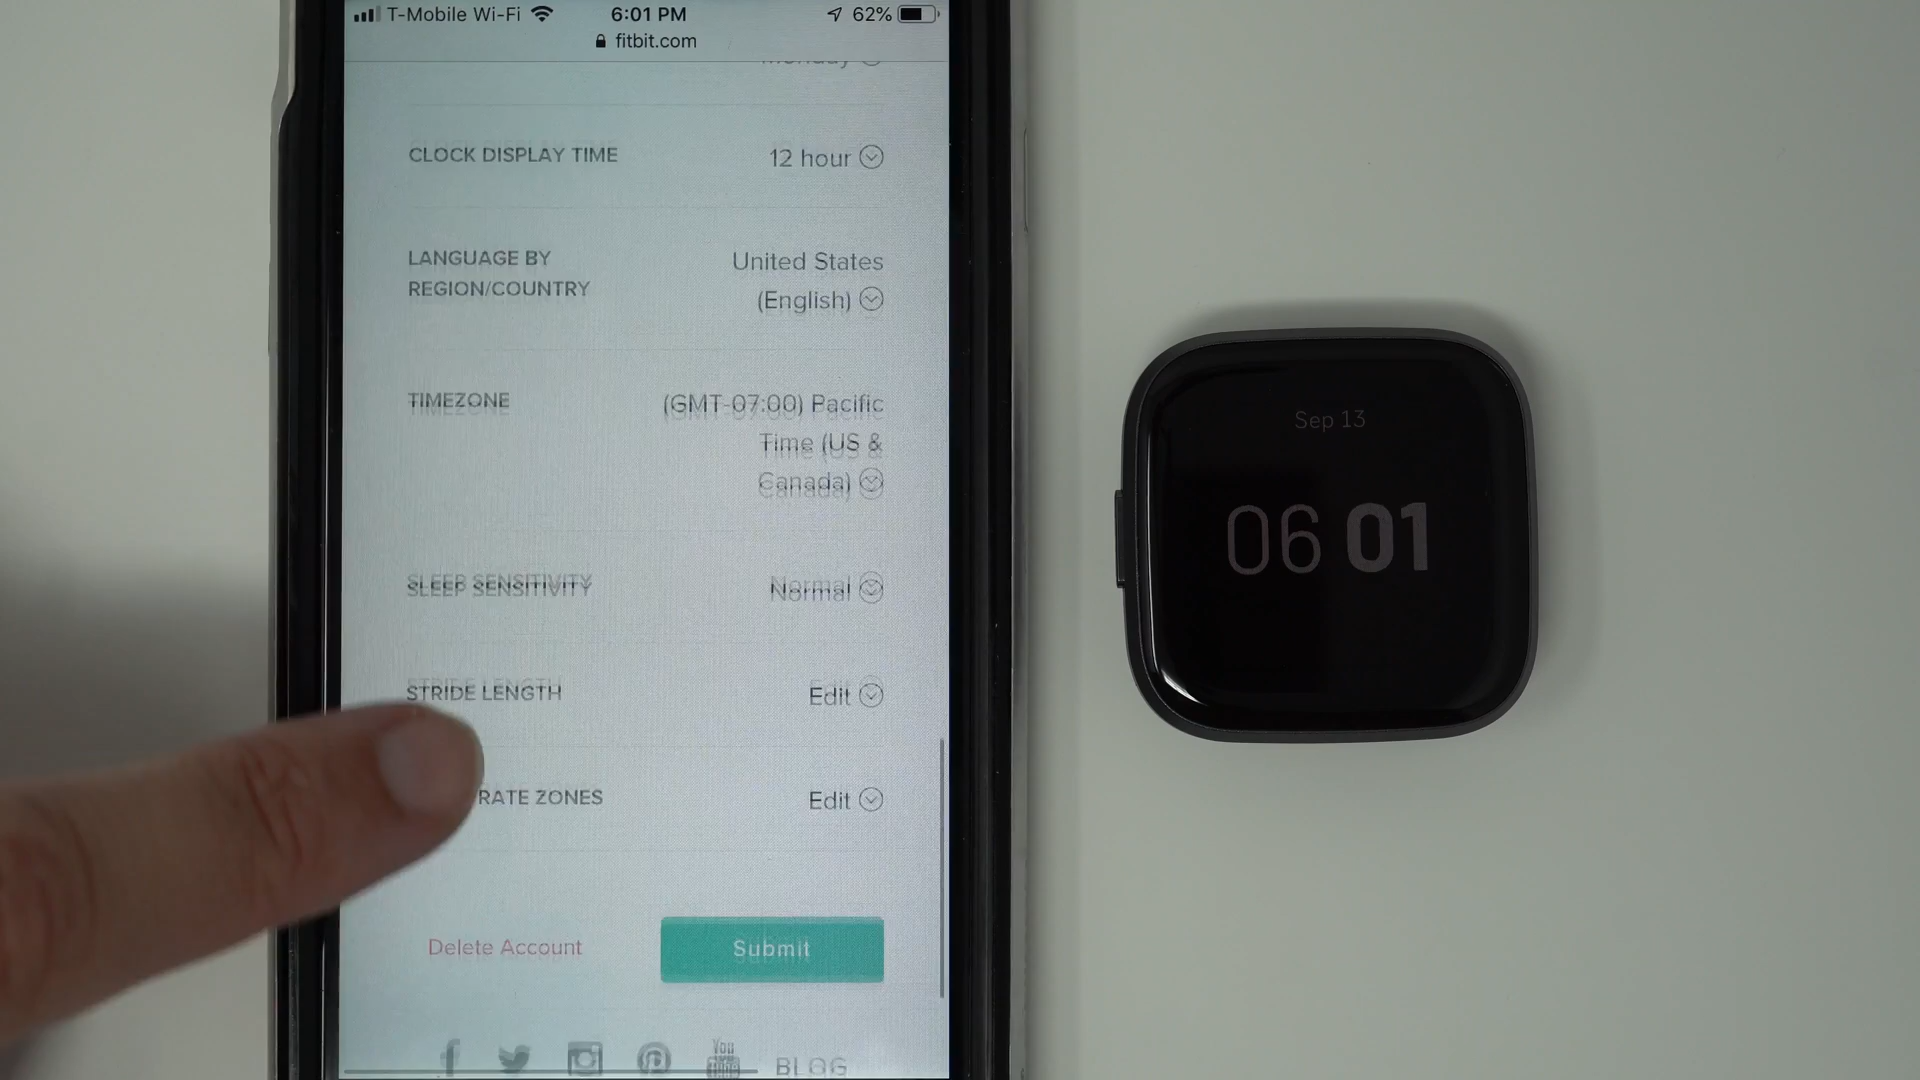 T-Mobile Wi-Fi 6:01 PM 62%
fitbit.com
Monday
CLOCK DISPLAY TIME 12 hour
LANGUAGE BY REGION/COUNTRY United States (English)
TIMEZONE (GMT-07:00) Pacific Time (US & Canada)
SLEEP SENSITIVITY Normal
STRIDE LENGTH Edit
RATE ZONES Edit
Delete Account Submit
You
BLOG
Sep 13
06 01